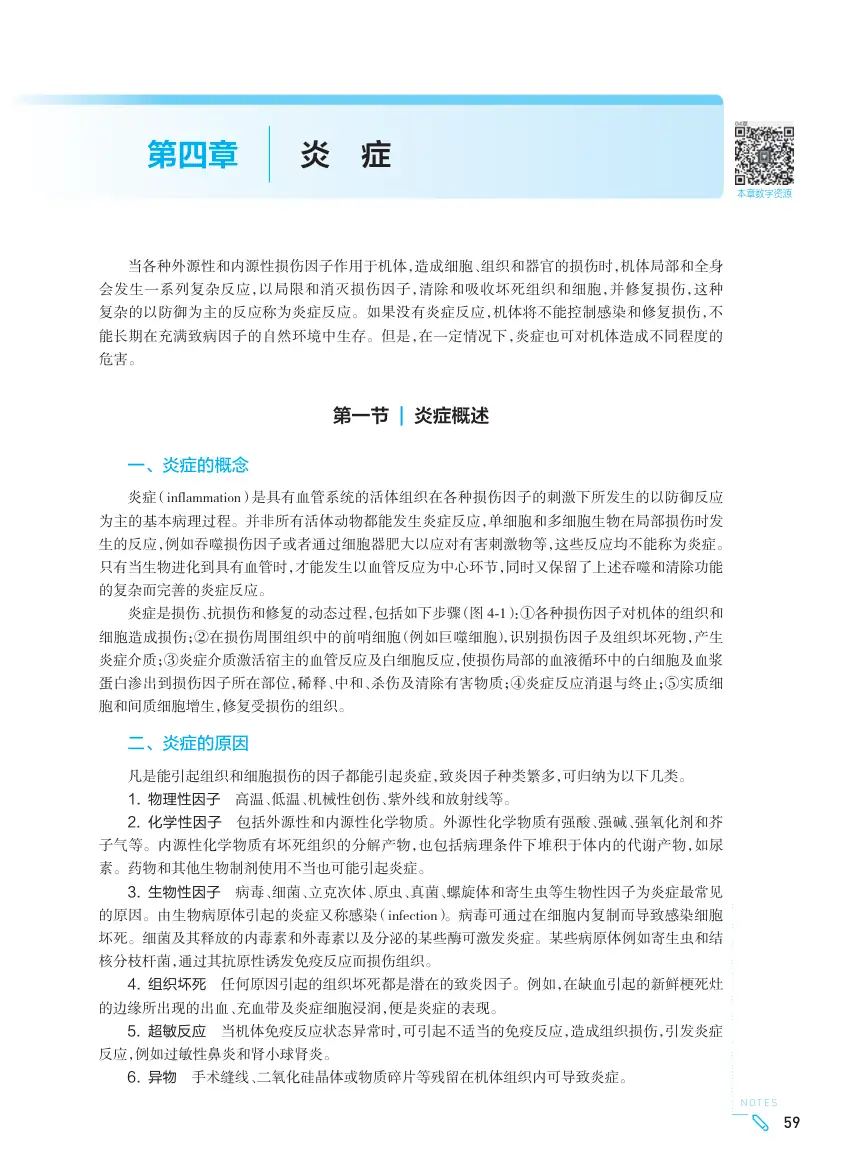 第四章 炎 症
本章数字资源
当各种外源性和内源性损伤因子作用于机体，造成细胞、组织和器官的损伤时，机体局部和全身
会发生一系列复杂反应，以局限和消灭损伤因子，清除和吸收坏死组织和细胞，并修复损伤，这种
复杂的以防御为主的反应称为炎症反应。如果没有炎症反应，机体将不能控制感染和修复损伤，不
能长期在充满致病因子的自然环境中生存。但是，在一定情况下，炎症也可对机体造成不同程度的
危害。
第一节 | 炎症概述
一、炎症的概念
炎症（inflammation）是具有血管系统的活体组织在各种损伤因子的刺激下所发生的以防御反应
为主的基本病理过程。并非所有活体动物都能发生炎症反应，单细胞和多细胞生物在局部损伤时发
生的反应，例如吞噬损伤因子或者通过细胞器肥大以应对有害刺激物等，这些反应均不能称为炎症。
只有当生物进化到具有血管时，才能发生以血管反应为中心环节，同时又保留了上述吞噬和清除功能
的复杂而完善的炎症反应。
炎症是损伤、抗损伤和修复的动态过程，包括如下步骤（图 4-1）：①各种损伤因子对机体的组织和
细胞造成损伤；②在损伤周围组织中的前哨细胞（例如巨噬细胞），识别损伤因子及组织坏死物，产生
炎症介质；③炎症介质激活宿主的血管反应及白细胞反应，使损伤局部的血液循环中的白细胞及血浆
蛋白渗出到损伤因子所在部位，稀释、中和、杀伤及清除有害物质；④炎症反应消退与终止；⑤实质细
胞和间质细胞增生，修复受损伤的组织。
二、炎症的原因
凡是能引起组织和细胞损伤的因子都能引起炎症，致炎因子种类繁多，可归纳为以下几类。
1. 物理性因子 高温、低温、机械性创伤、紫外线和放射线等。
2. 化学性因子 包括外源性和内源性化学物质。外源性化学物质有强酸、强碱、强氧化剂和芥
子气等。内源性化学物质有坏死组织的分解产物，也包括病理条件下堆积于体内的代谢产物，如尿
素。药物和其他生物制剂使用不当也可能引起炎症。
3. 生物性因子 病毒、细菌、立克次体、原虫、真菌、螺旋体和寄生虫等生物性因子为炎症最常见
的原因。由生物病原体引起的炎症又称感染（infection）。病毒可通过在细胞内复制而导致感染细胞
坏死。细菌及其释放的内毒素和外毒素以及分泌的某些酶可激发炎症。某些病原体例如寄生虫和结
核分枝杆菌，通过其抗原性诱发免疫反应而损伤组织。
4. 组织坏死 任何原因引起的组织坏死都是潜在的致炎因子。例如，在缺血引起的新鲜梗死灶
的边缘所出现的出血、充血带及炎症细胞浸润，便是炎症的表现。
5. 超敏反应 当机体免疫反应状态异常时，可引起不适当的免疫反应，造成组织损伤，引发炎症
反应，例如过敏性鼻炎和肾小球肾炎。
6. 异物 手术缝线、二氧化硅晶体或物质碎片等残留在机体组织内可导致炎症。
NOTES
59